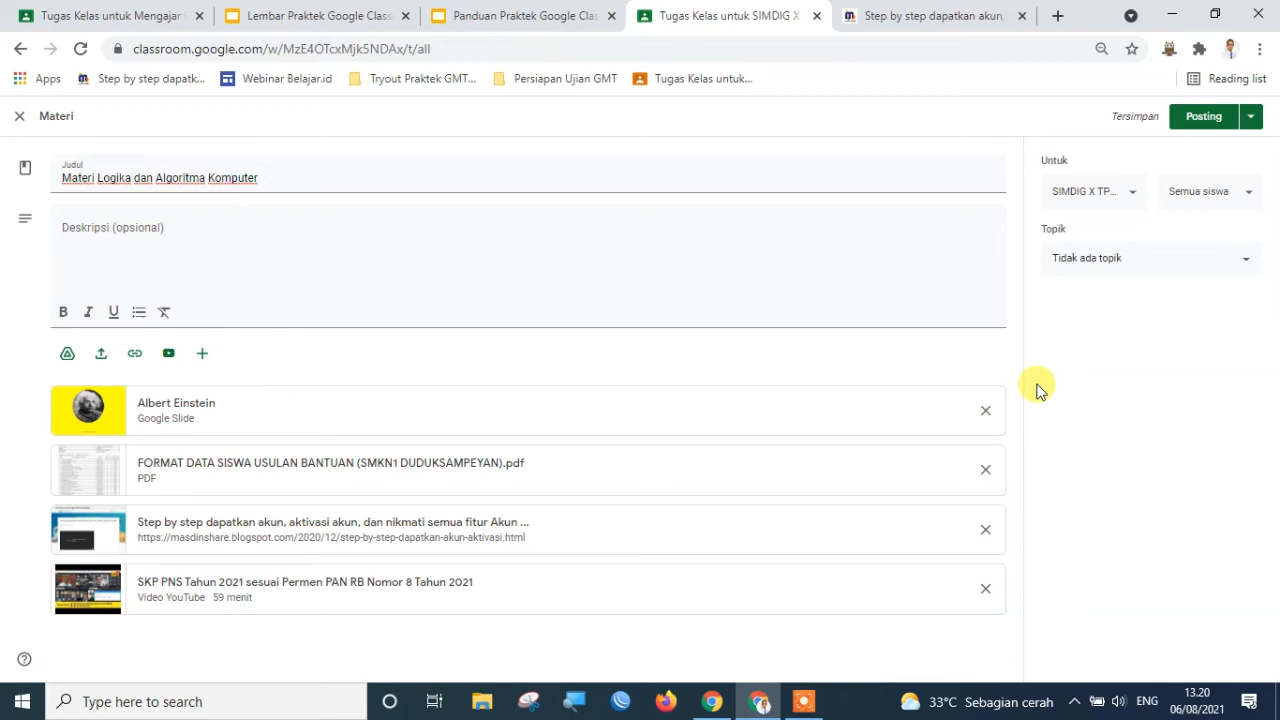 Tugas Kelas untuk Mengajar
Lembar Praktek Google Class
Panduan Praktek Google Clas
Tugas Kelas untuk SIMDIG X
Step by step dapatkan akun,
classroom.google.com/w/MzE4OTcxMjk5NDAx/t/all
Apps
Step by step dapatk...
Webinar Belajar.id
Tryout Praktek GMT...
Persiapan Ujian GMT
Tugas Kelas untuk...
Reading list
Materi
Tersimpan
Posting
Judul
Materi Logika dan Algoritma Komputer
Deskripsi (opsional)
B I U
Untuk
SIMDIG X TP...
Semua siswa
Topik
Tidak ada topik
Albert Einstein
Google Slide
FORMAT DATA SISWA USULAN BANTUAN (SMKN1 DUDUKSAMPEYAN).pdf
PDF
Step by step dapatkan akun, aktivasi akun, dan nikmati semua fitur Akun ...
https://masdinshare.blogspot.com/2020/12/step-by-step-dapatkan-akun-aktivasi.html
SKP PNS Tahun 2021 sesuai Permen PAN RB Nomor 8 Tahun 2021
Video YouTube 59 menit
Type here to search
33°C Sebagian cerah
ENG
13.20
06/08/2021